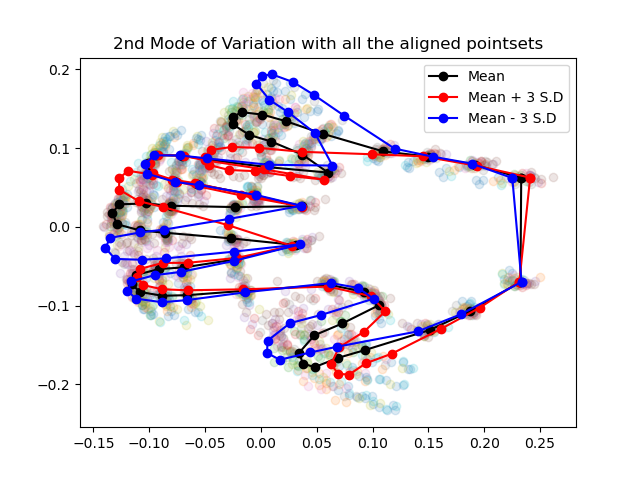 2nd Mode of Variation with all the aligned pointsets
Mean
Mean + 3 S.D
Mean - 3 S.D
0.2
0.1
0.0
−0.1
−0.2
−0.15 −0.10 −0.05 0.00 0.05 0.10 0.15 0.20 0.25